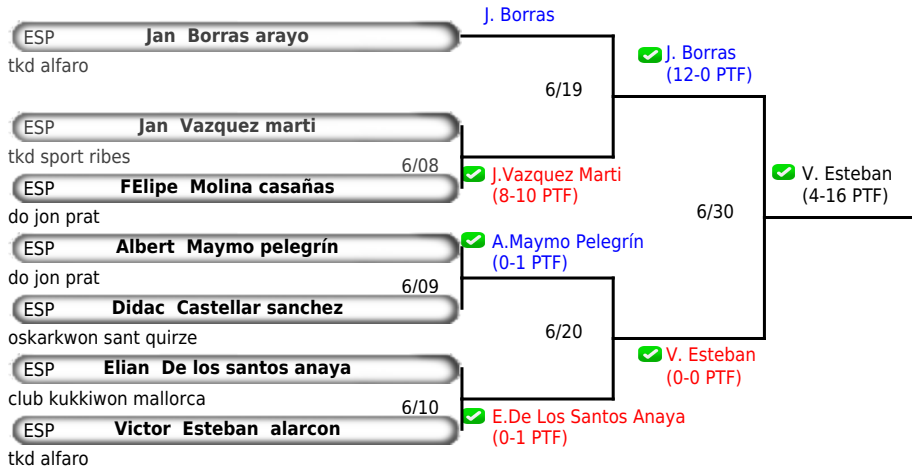 J. Borras
ESP Jan Borras arayo
tkd alfaro
J. Borras
(12-0 PTF)
6/19
ESP Jan Vazquez marti
tkd sport ribes
6/08
J.Vazquez Marti
(8-10 PTF)
ESP FElipe Molina casañas
do jon prat
V. Esteban
(4-16 PTF)
6/30
ESP Albert Maymo pelegrín
do jon prat
A.Maymo Pelegrín
(0-1 PTF)
6/09
ESP Didac Castellar sanchez
oskarkwon sant quirze
6/20
V. Esteban
(0-0 PTF)
ESP Elian De los santos anaya
club kukkiwon mallorca
6/10
E.De Los Santos Anaya
(0-1 PTF)
ESP Victor Esteban alarcon
tkd alfaro